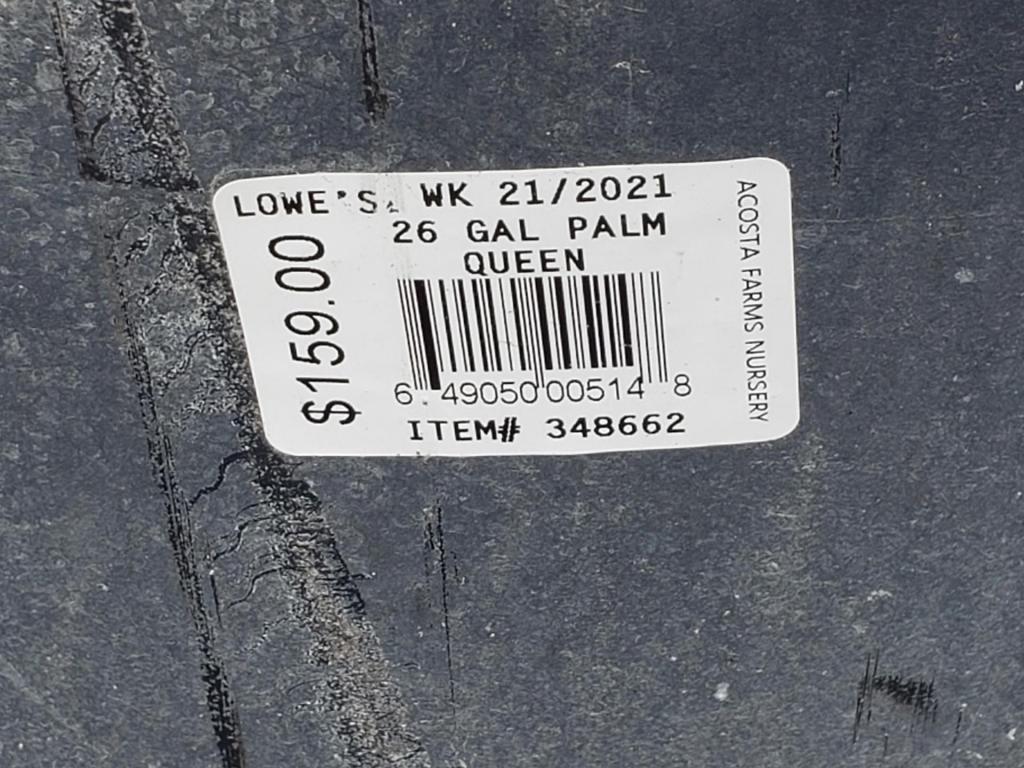 LOWE'S. WK 21/2021
26 GAL PALM
QUEEN
$159.00
6 49050 00514 8
ITEM# 348662
ACOSTA FARMS NURSERY